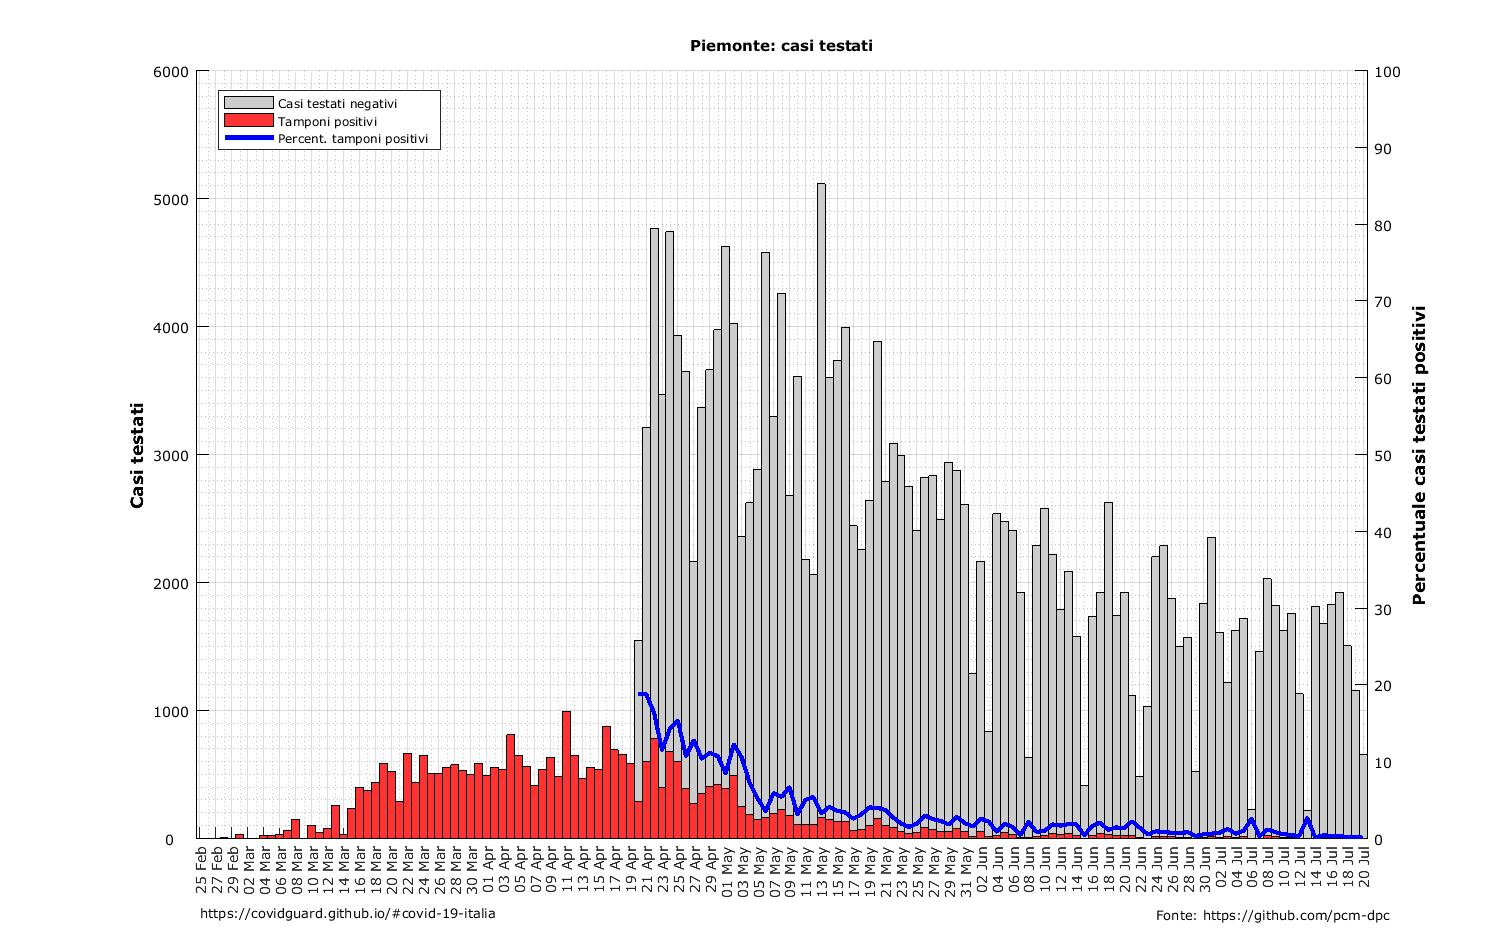 Piemonte: casi testati
Casi testati negativi
Tamponi positivi
Percent. tamponi positivi
Casi testati
6000
5000
4000
3000
2000
1000
0
100
90
80
70
60
50
40
30
20
10
0
Percentuale casi testati positivi
25 Feb
27 Feb
29 Feb
02 Mar
04 Mar
06 Mar
08 Mar
10 Mar
12 Mar
14 Mar
16 Mar
18 Mar
20 Mar
22 Mar
24 Mar
26 Mar
28 Mar
30 Mar
01 Apr
03 Apr
05 Apr
07 Apr
09 Apr
11 Apr
13 Apr
15 Apr
17 Apr
19 Apr
21 Apr
23 Apr
25 Apr
27 Apr
29 Apr
01 May
03 May
05 May
07 May
09 May
11 May
13 May
15 May
17 May
19 May
21 May
23 May
25 May
27 May
29 May
31 May
02 Jun
04 Jun
06 Jun
08 Jun
10 Jun
12 Jun
14 Jun
16 Jun
18 Jun
20 Jun
22 Jun
24 Jun
26 Jun
28 Jun
30 Jun
02 Jul
04 Jul
06 Jul
08 Jul
10 Jul
12 Jul
14 Jul
16 Jul
18 Jul
20 Jul
https://covidguard.github.io/#covid-19-italia
Fonte: https://github.com/pcm-dpc